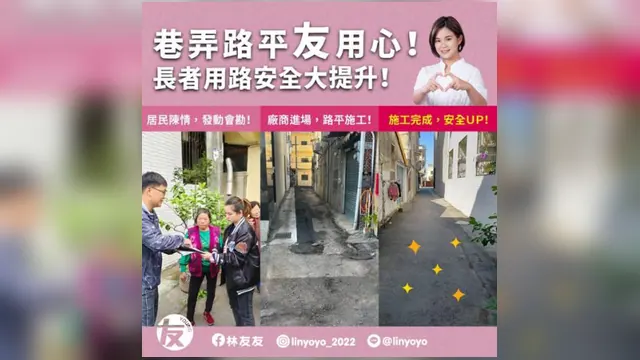 巷弄路平友用心！
長者用路安全大提升！
居民陳情，發動會勘！
廠商進場，路平施工！
施工完成，安全UP！
友
林友友
linyoyo_2022
@linyoyo